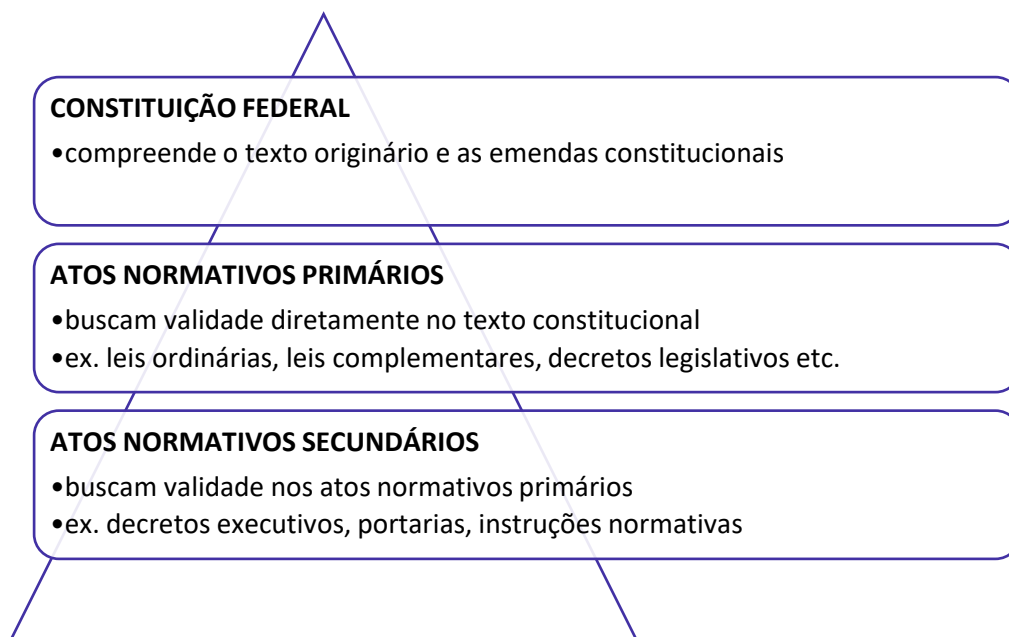 CONSTITUIÇÃO FEDERAL
•compreende o texto originário e as emendas constitucionais
ATOS NORMATIVOS PRIMÁRIOS
•buscam validade diretamente no texto constitucional
•ex. leis ordinárias, leis complementares, decretos legislativos etc.
ATOS NORMATIVOS SECUNDÁRIOS
•buscam validade nos atos normativos primários
•ex. decretos executivos, portarias, instruções normativas